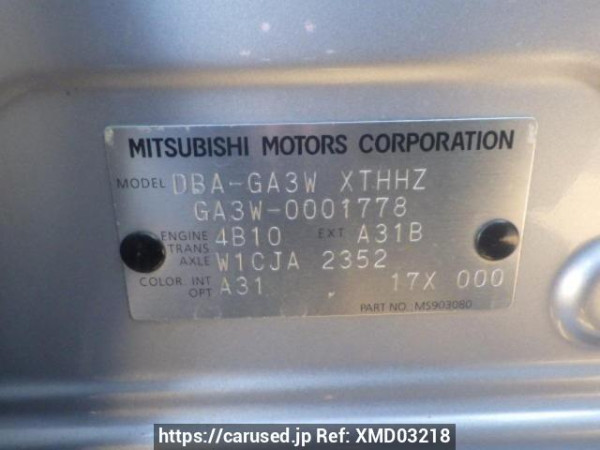 MITSUBISHI MOTORS CORPORATION
MODEL DBA-GA3W XTHHZ
GA3W-0001778
ENGINE 4B10 EXT A31B
TRANS
AXLE W1CJA 2352
COLOR INT A31 17X 000
OPT
PART NO. MS903080
https://carused.jp Ref: XMD03218